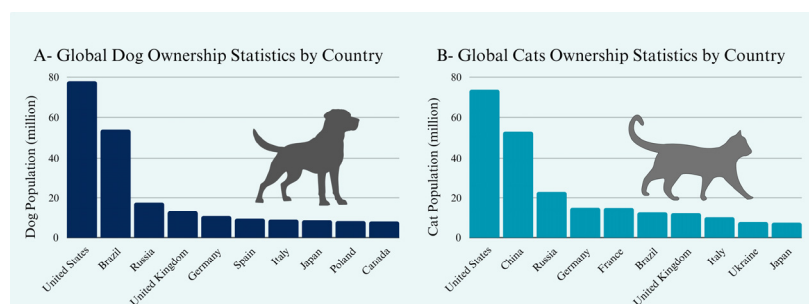 A- Global Dog Ownership Statistics by Country
Dog Population (million)
80
60
40
20
0
United States
Brazil
Russia
United Kingdom
Germany
Spain
Italy
Japan
Poland
Canada
B- Global Cats Ownership Statistics by Country
Cat Population (million)
80
60
40
20
0
United States
China
Russia
Germany
France
Brazil
United Kingdom
Italy
Ukraine
Japan